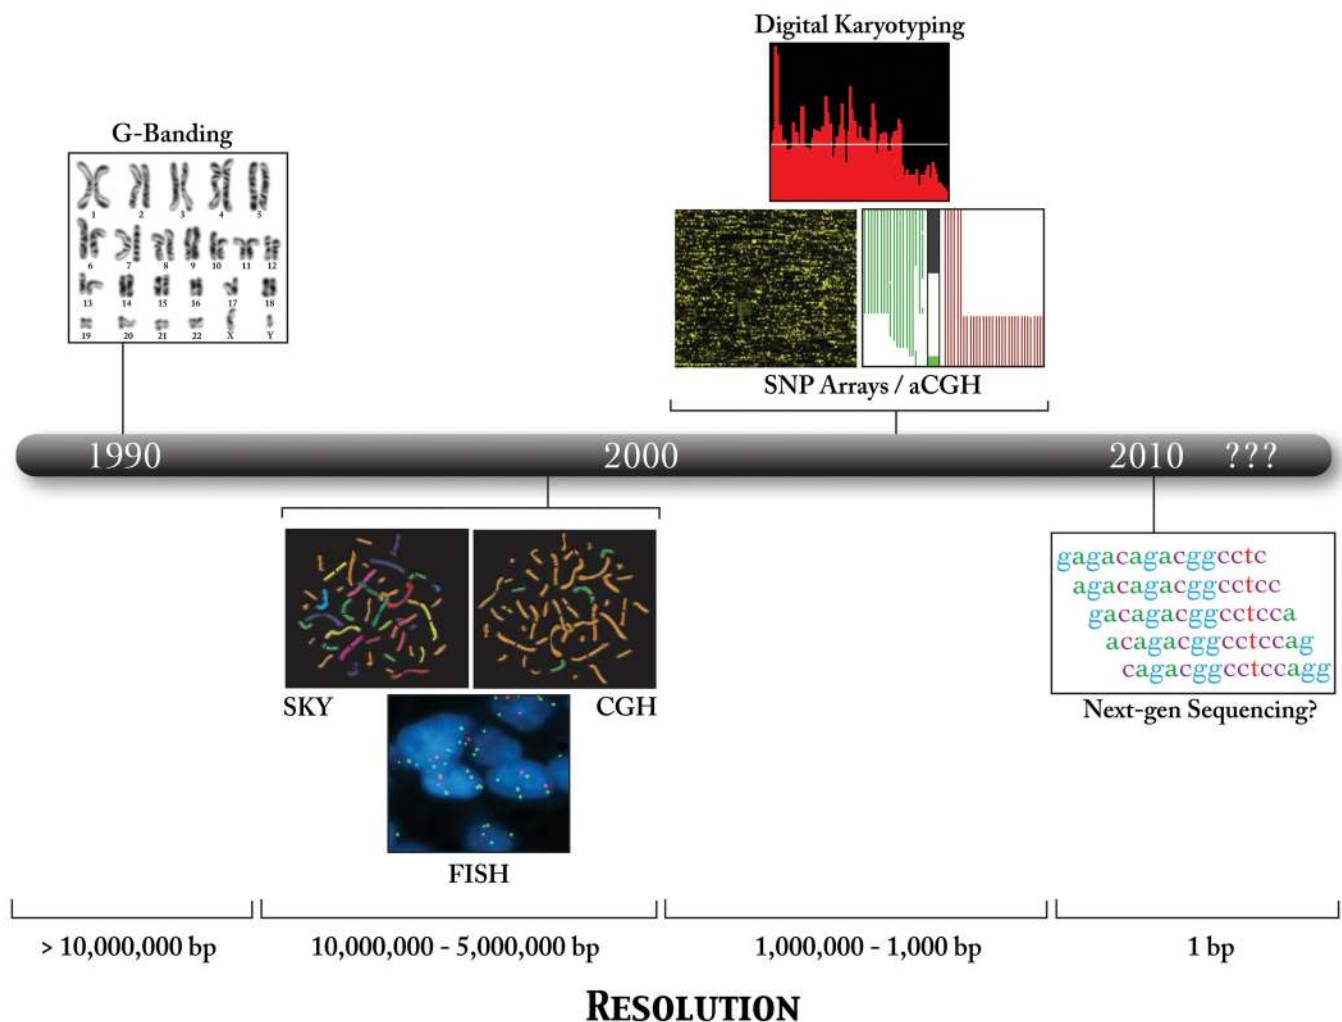 Digital Karyotyping
G-Banding
1 2 3 4 5
6 7 8 9 10 11 12
13 14 15 16 17 18
19 20 21 22 X Y
SNP Arrays / aCGH
1990 2000 2010 ???
gagacagacggcctc
agacagacggcctcc
gacagacggcctcca
acagacggcctccag
cagacggcctccagg
SKY CGH
Next-gen Sequencing?
FISH
> 10,000,000 bp 10,000,000 - 5,000,000 bp 1,000,000 - 1,000 bp 1 bp
RESOLUTION